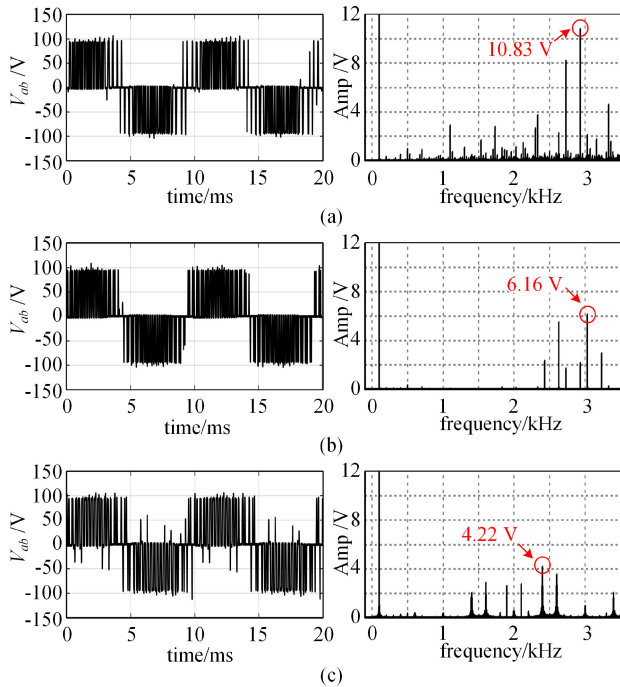 150
100
50
0
-50
-100
-150
V_ab /V
0 5 10 15 20
time/ms
12
8
4
0
Amp /V
10.83 V
0 1 2 3
frequency/kHz
(a)
150
100
50
0
-50
-100
-150
V_ab /V
0 5 10 15 20
time/ms
12
8
4
0
Amp /V
6.16 V
0 1 2 3
frequency/kHz
(b)
150
100
50
0
-50
-100
-150
V_ab /V
0 5 10 15 20
time/ms
12
8
4
0
Amp /V
4.22 V
0 1 2 3
frequency/kHz
(c)